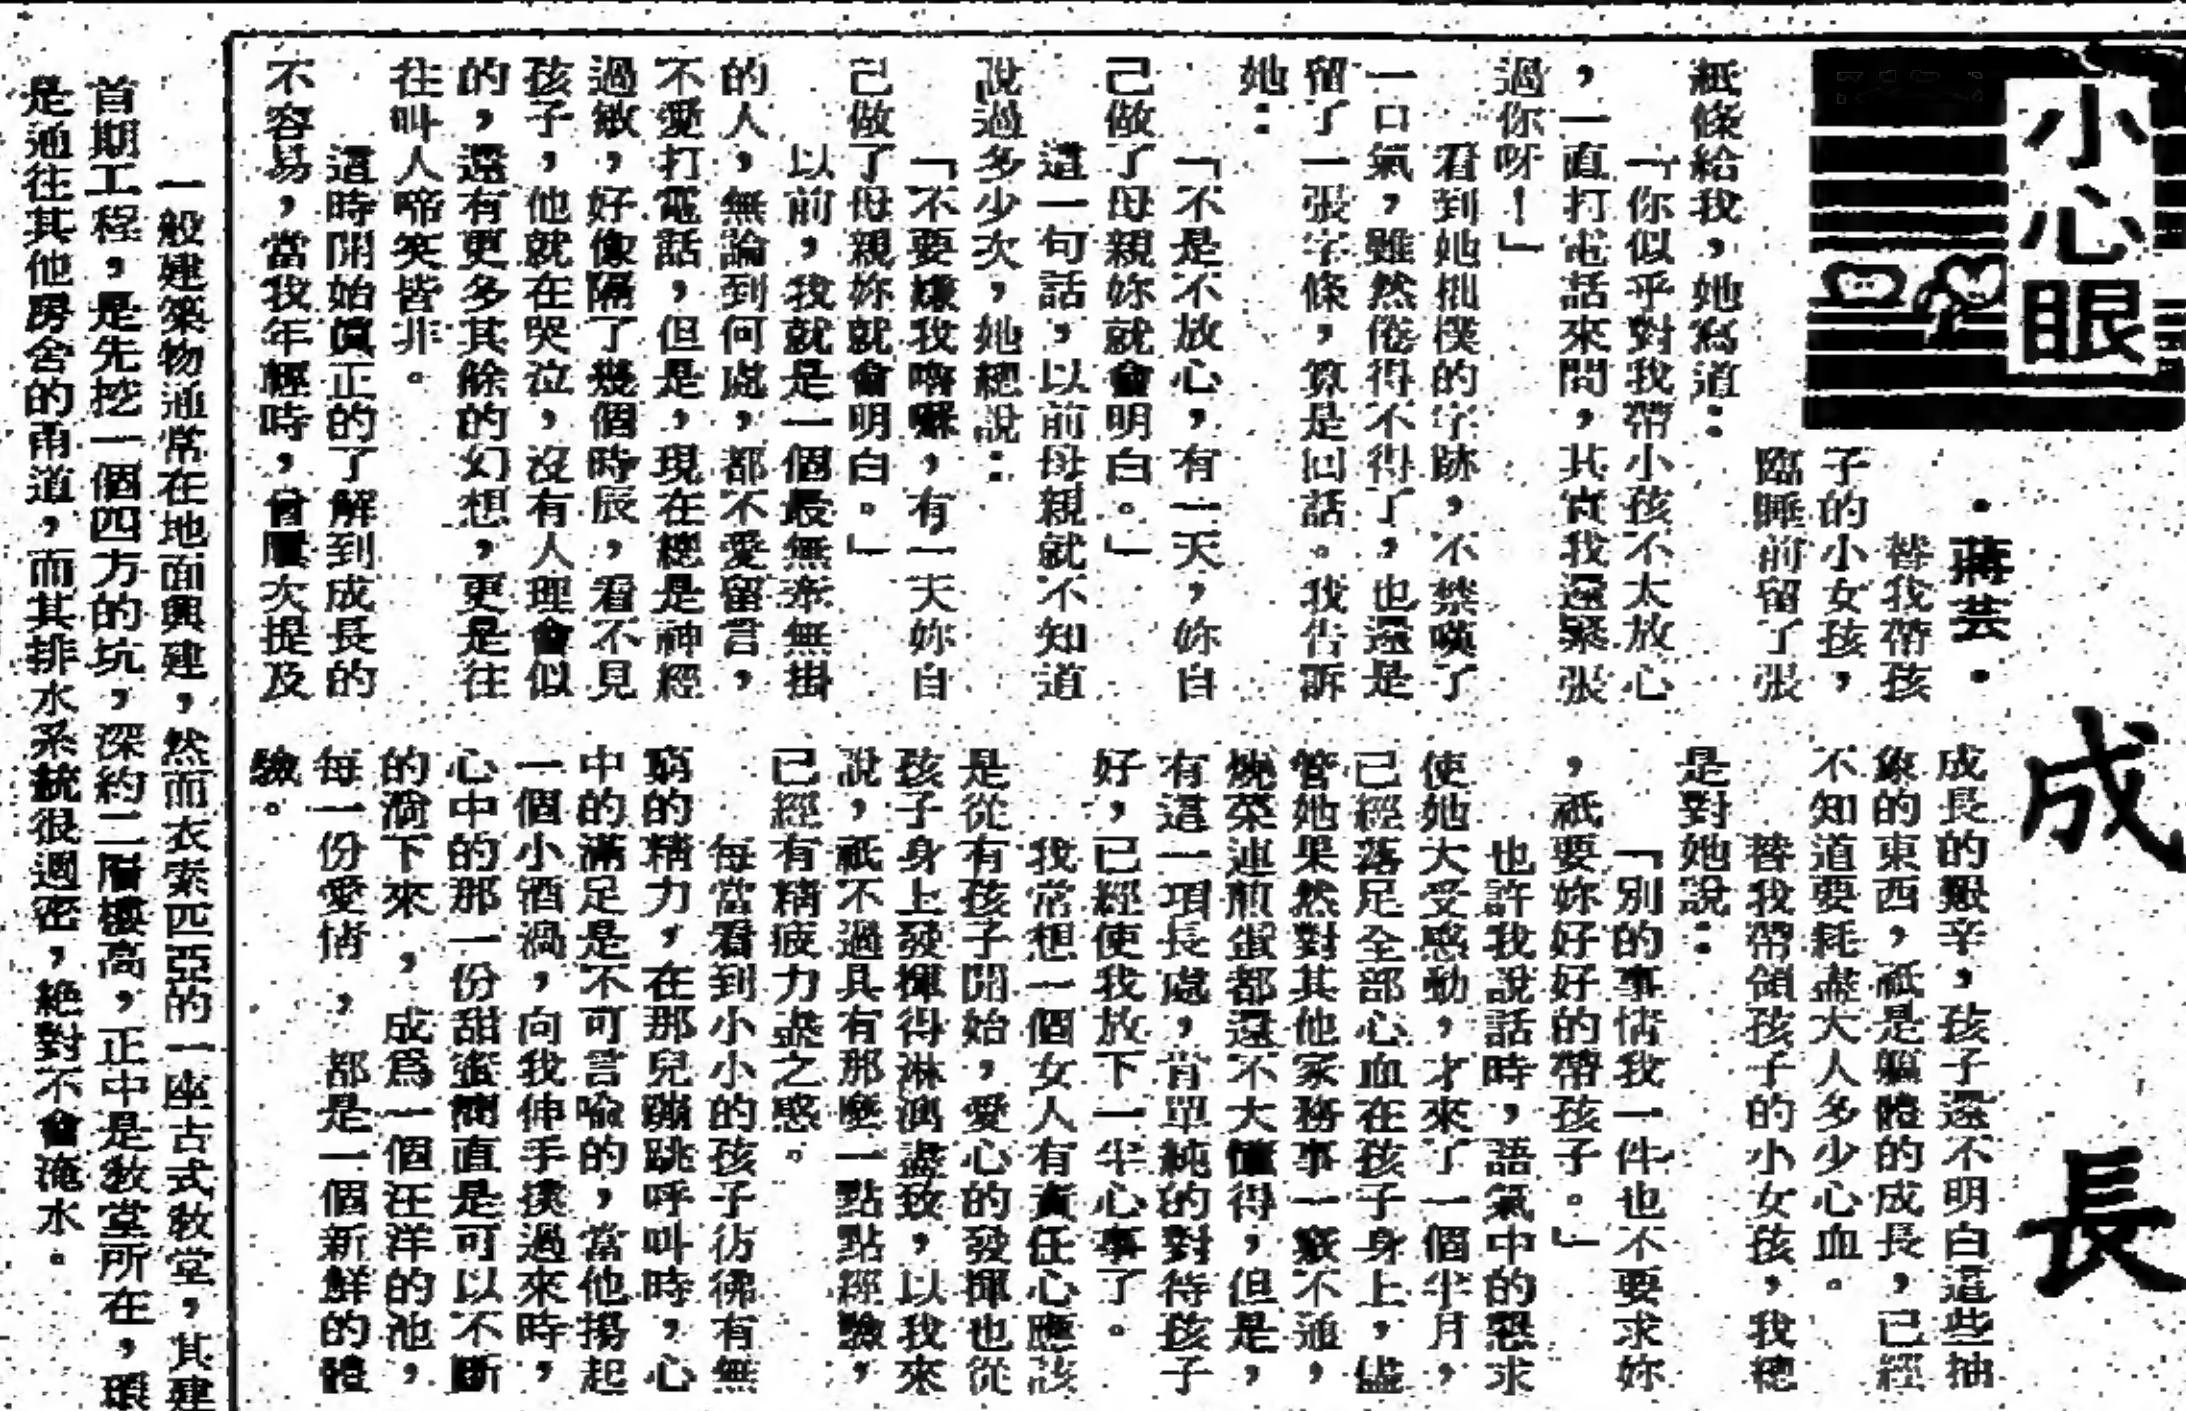 小心眼
成長
・蔣芸・
替我帶孩
子的小女孩，
臨睡前留了張
紙條給我，她寫道：
「你似乎對我帶小孩不太放心
，一直打電話來問，其實我還緊張
過你呀！」
看到她拙樸的字跡，不禁嘆了
一口氣，雖然倦得不得了，也還是
留了一張字條，算是回話。我告訴
她：
「不是不放心，有一天，妳自
己做了母親妳就會明白。」
這一句話，以前母親就不知道
說過多少次，她總說：
「不要嫌我嚕囌，有一天妳自
己做了母親妳就會明白。」
以前，我就是一個最無牽無掛
的人，無論到何處，都不愛留言，
不愛打電話，但是，現在總是神經
過敏，好像隔了幾個時辰，看不見
孩子，他就在哭泣，沒有人理會似
的，還有更多其餘的幻想，更是往
往叫人啼笑皆非。
這時開始眞正的了解到成長的
不容易，當我年輕時，曾屢次提及
成長的艱辛，孩子還不明白這些抽
象的東西，祇是軀體的成長，已經
不知道要耗盡大人多少心血。
替我帶領孩子的小女孩，我總
是對她說：
「別的事情我一件也不要求妳
，祇要妳好好的帶孩子。」
也許我說話時，語氣中的懇求
使她大受感動，才來了一個半月，
已經落足全部心血在孩子身上，儘
管她果然對其他家務事一竅不通，
燒菜連煎蛋都還不大懂得，但是，
有這一項長處，肯單純的對待孩子
好，已經使我放下一半心事了。
我常想一個女人有責任心應該
是從有孩子開始，愛心的發揮也從
孩子身上發揮得淋漓盡致，以我來
說，祇不過具有那麼一點點經驗，
已經有精疲力盡之感。
每當看到小小的孩子彷彿有無
窮的精力，在那兒蹦跳呼叫時，心
中的滿足是不可言喻的，當他揚起
一個小酒渦，向我伸手撲過來時，
心中的那一份甜蜜簡直是可以不斷
的淌下來，成爲一個汪洋的池，
每一份愛情，都是一個新鮮的體
驗。
一般建築物通常在地面興建，然而衣索匹亞的一座古式敎堂，其建
首期工程，是先挖一個四方的坑，深約二層樓高，正中是敎堂所在，環
是通往其他房舍的甬道，而其排水系統很週密，絶對不會淹水。